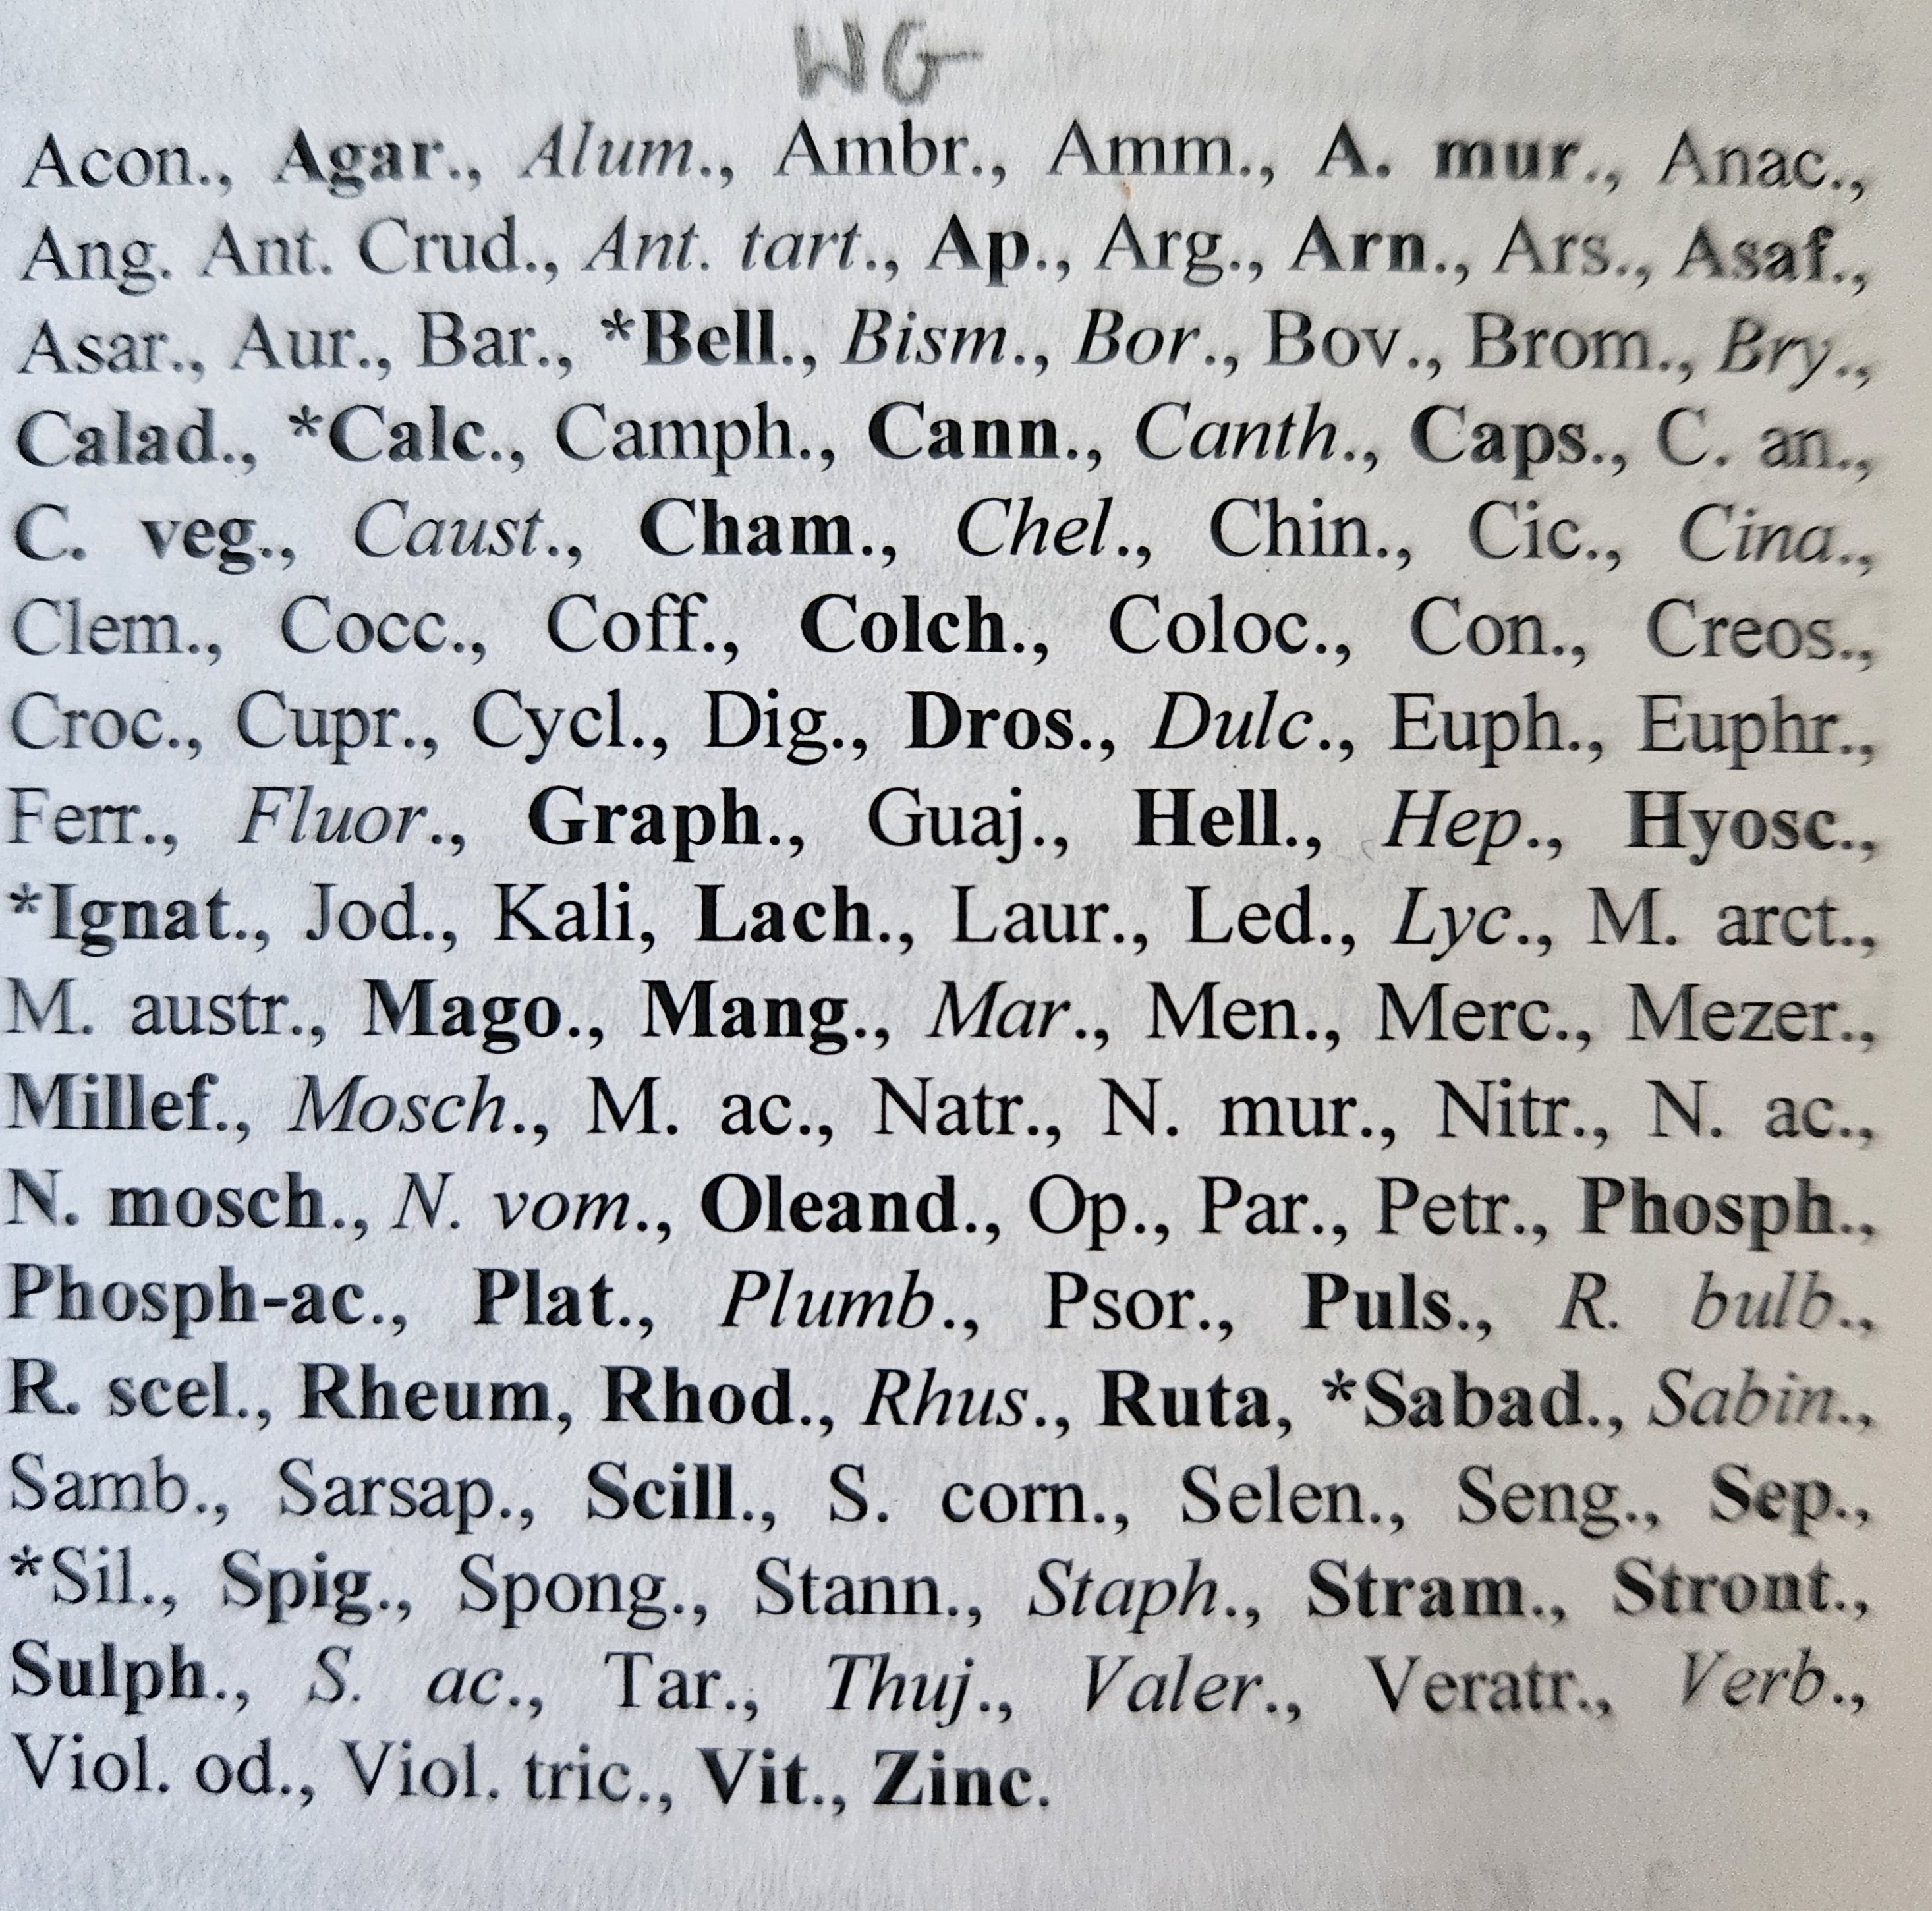 WG
Acon., Agar., Alum., Ambr., Amm., A. mur., Anac.,
Ang. Ant. Crud., Ant. tart., Ap., Arg., Arn., Ars., Asaf.,
Asar., Aur., Bar., *Bell., Bism., Bor., Bov., Brom., Bry.,
Calad., *Calc., Camph., Cann., Canth., Caps., C. an.,
C. veg., Caust., Cham., Chel., Chin., Cic., Cina.,
Clem., Cocc., Coff., Colch., Coloc., Con., Creos.,
Croc., Cupr., Cycl., Dig., Dros., Dulc., Euph., Euphr.,
Ferr., Fluor., Graph., Guaj., Hell., Hep., Hyosc.,
*Ignat., Jod., Kali, Lach., Laur., Led., Lyc., M. arct.,
M. austr., Mago., Mang., Mar., Men., Merc., Mezer.,
Millef., Mosch., M. ac., Natr., N. mur., Nitr., N. ac.,
N. mosch., N. vom., Oleand., Op., Par., Petr., Phosph.,
Phosph-ac., Plat., Plumb., Psor., Puls., R. bulb.,
R. scel., Rheum, Rhod., Rhus., Ruta, *Sabad., Sabin.,
Samb., Sarsap., Scill., S. corn., Selen., Seng., Sep.,
*Sil., Spig., Spong., Stann., Staph., Stram., Stront.,
Sulph., S. ac., Tar., Thuj., Valer., Veratr., Verb.,
Viol. od., Viol. tric., Vit., Zinc.